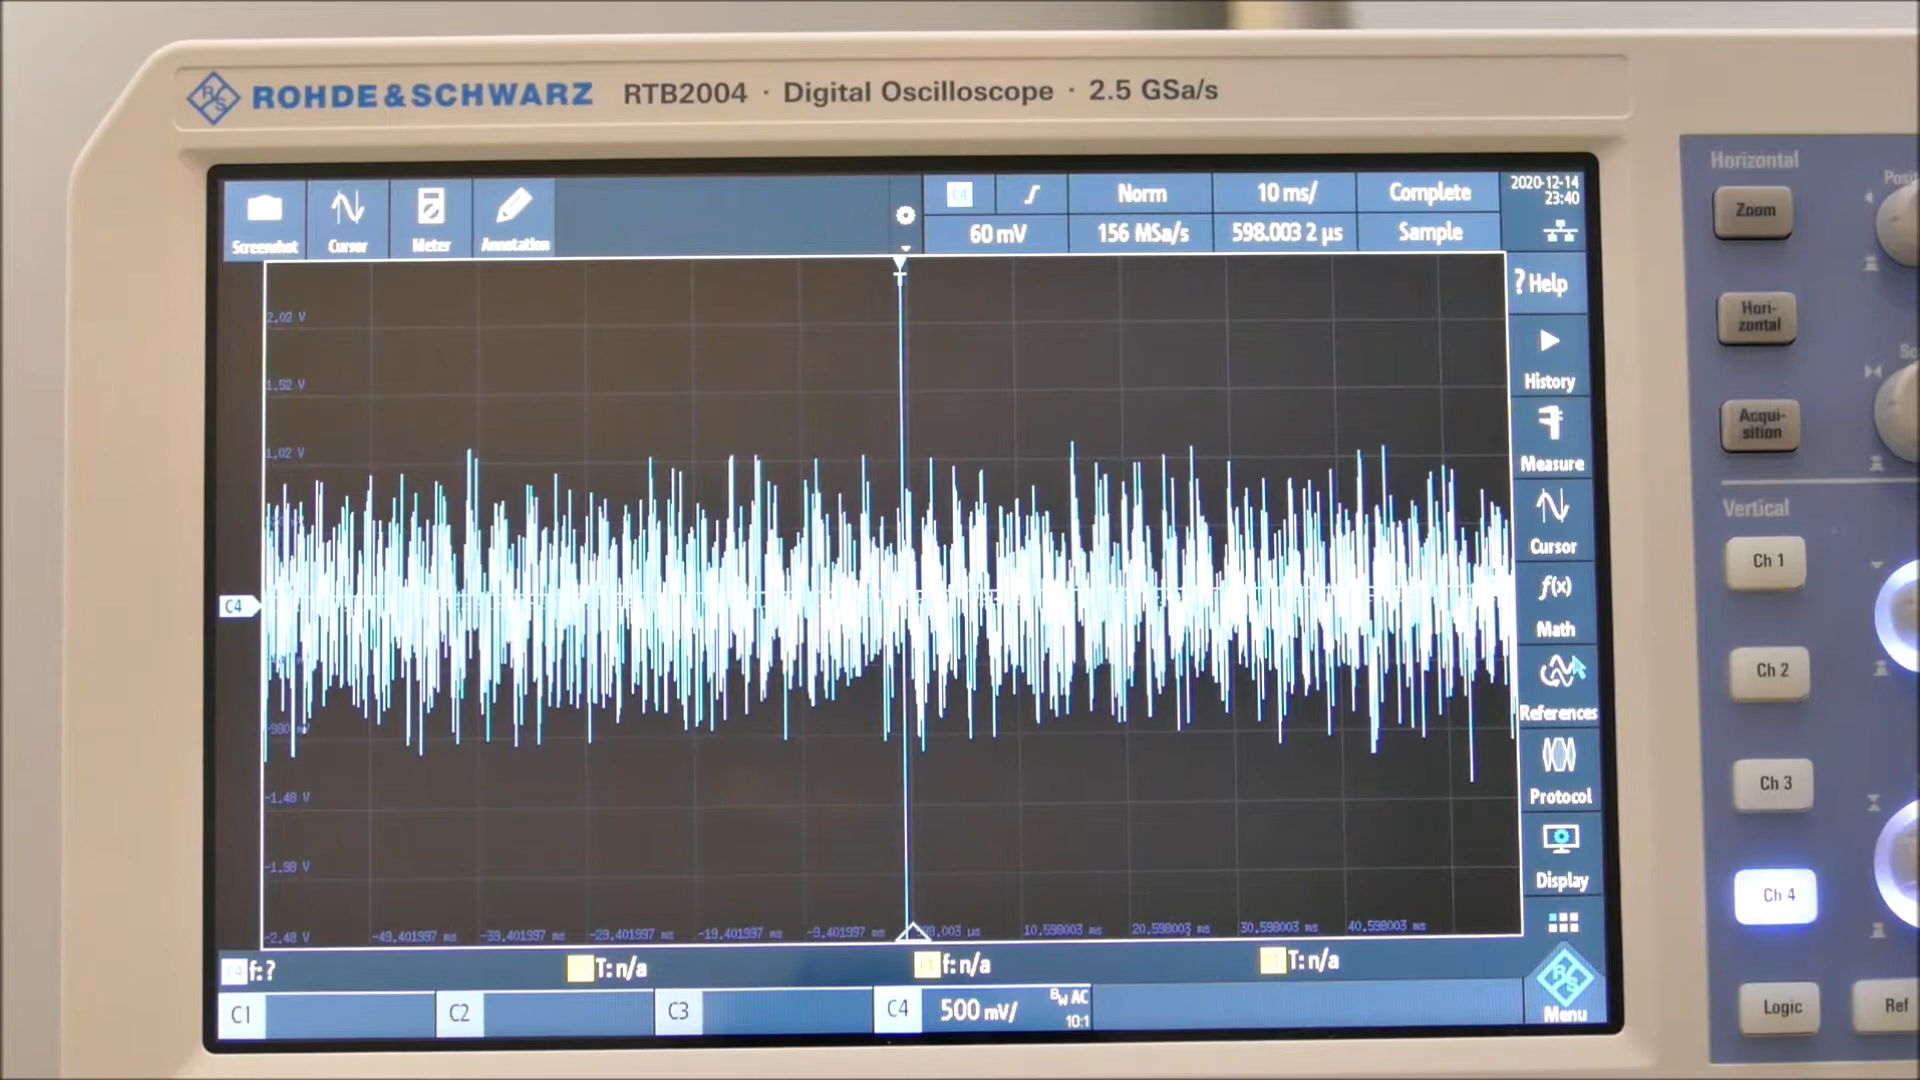 ROHDE & SCHWARZ RTB2004 · Digital Oscilloscope · 2.5 GSa/s
Horizontal
Zoom
Hori-
zontal
Acqui-
sition
Vertical
Ch 1
Ch 2
Ch 3
Ch 4
Logic
Ref
Screenshot Cursor Meter Annotation
C4 Norm 10 ms/ Complete
60 mV 156 MSa/s 598.003 2 µs Sample
2020-12-14
23:40
? Help
History
Measure
Cursor
f(x)
Math
References
Protocol
Display
R/S
Menu
2.02 V
1.52 V
1.02 V
C4
-1.48 V
-1.98 V
-2.48 V
T
-49.401997 ms -39.401997 ms -29.401997 ms -19.401997 ms -9.401997 ms 10.598003 ms 20.598003 ms 30.598003 ms 40.598003 ms
f: ? T: n/a f: n/a T: n/a
C1 C2 C3 C4 500 mV/ BW AC
10:1